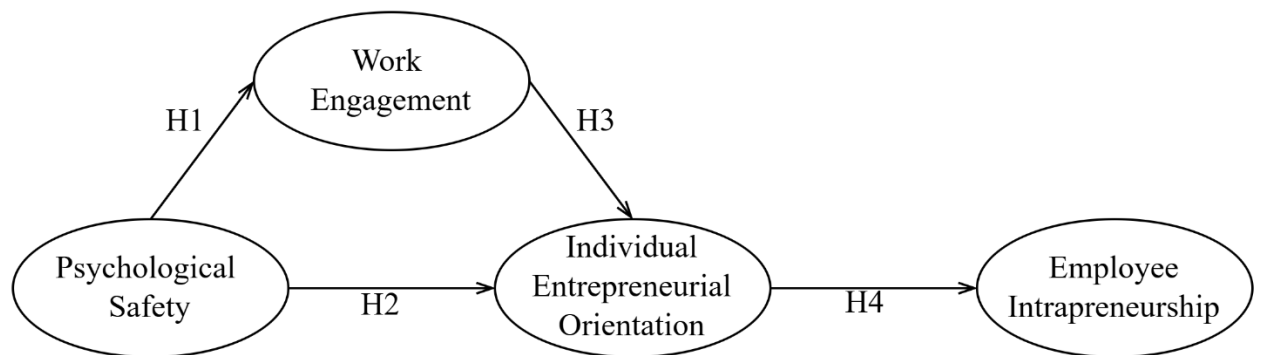 Work
Engagement
H1
H3
Psychological
Safety
H2
Individual
Entrepreneurial
Orientation
H4
Employee
Intrapreneurship